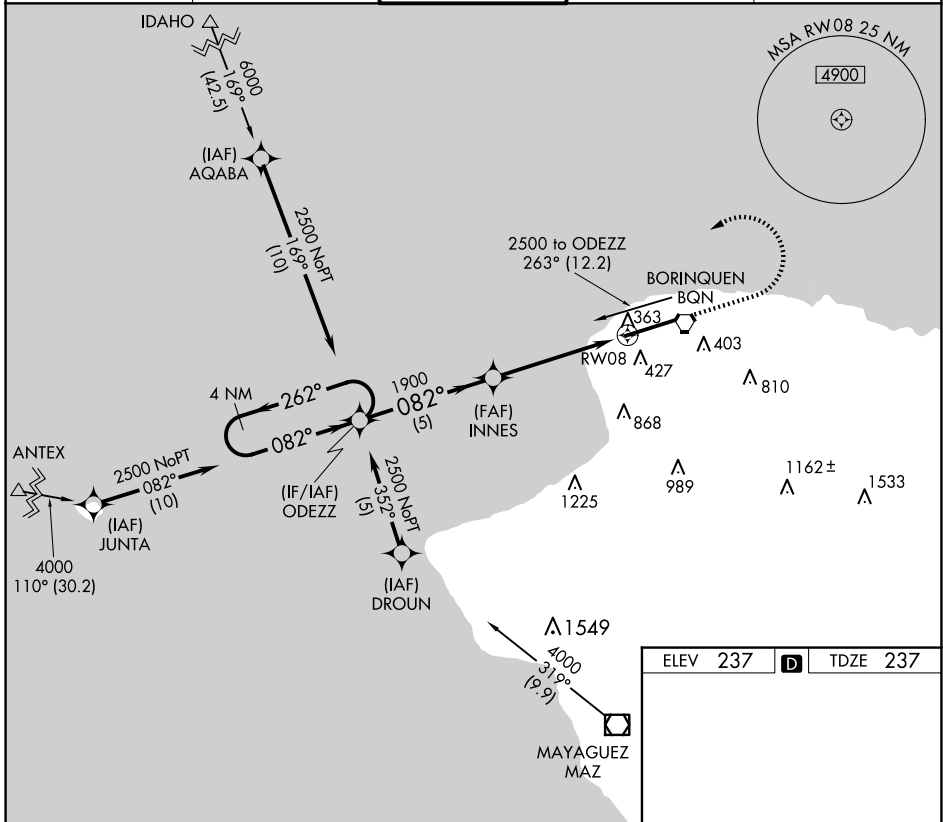 IDAHO
6000
169°
(42.5)
MSA RW08 25 NM
4900
(IAF)
AQABA
2500 NoPT
169°
(10)
2500 to ODEZZ
263° (12.2)
BORINQUEN
BQN
363
RW08
403
427
810
868
4 NM
262°
082°
1900
082°
(5)
(FAF)
INNES
ANTEX
2500 NoPT
082°
(10)
(IF/IAF)
ODEZZ
2500 NoPT
352°
(5)
989
1162 ±
1533
1225
(IAF)
JUNTA
4000
110° (30.2)
(IAF)
DROUN
1549
4000
319°
(9.9)
MAYAGUEZ
MAZ
ELEV 237 D TDZE 237